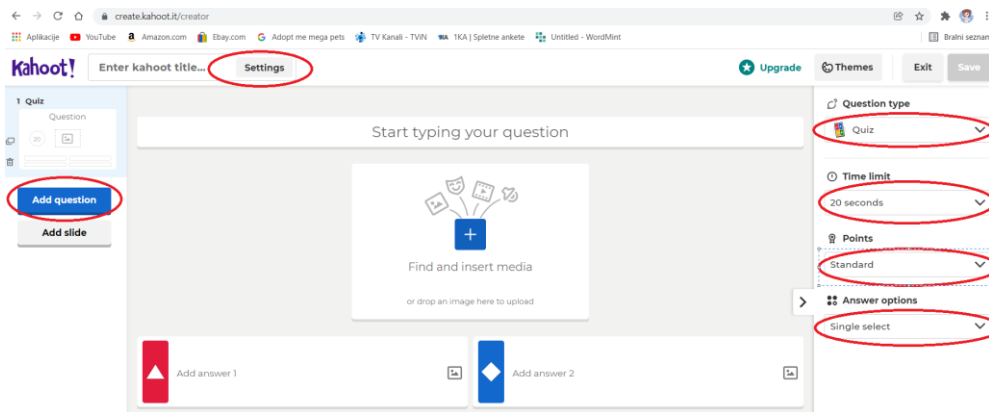 create.kahoot.it/creator
Aplikacije YouTube Amazon.com Ebay.com Adopt me mega pets TV Kanali - TViN 1KA | Spletne ankete Untitled - WordMint Bralni seznam
Kahoot! Enter kahoot title... Settings Upgrade Themes Exit Save
1 Quiz
Question
20
Add question
Add slide
Start typing your question
Find and insert media
or drop an image here to upload
Add answer 1
Add answer 2
Question type
Quiz
Time limit
20 seconds
Points
Standard
Answer options
Single select